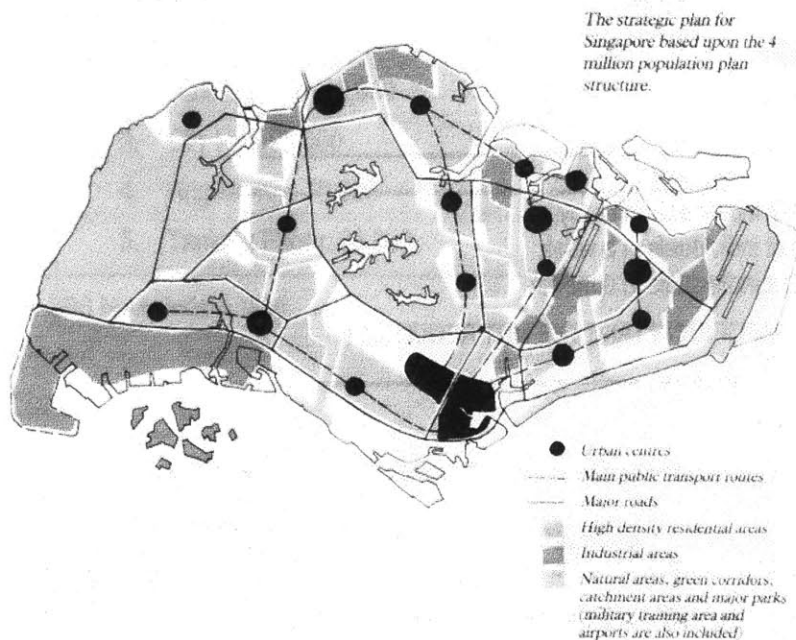 The strategic plan for
Singapore based upon the 4
million population plan
structure.
Urban centres
Main public transport routes
Major roads
High density residential areas
Industrial areas
Natural areas, green corridors,
catchment areas and major parks
(military training area and
airports are also included)